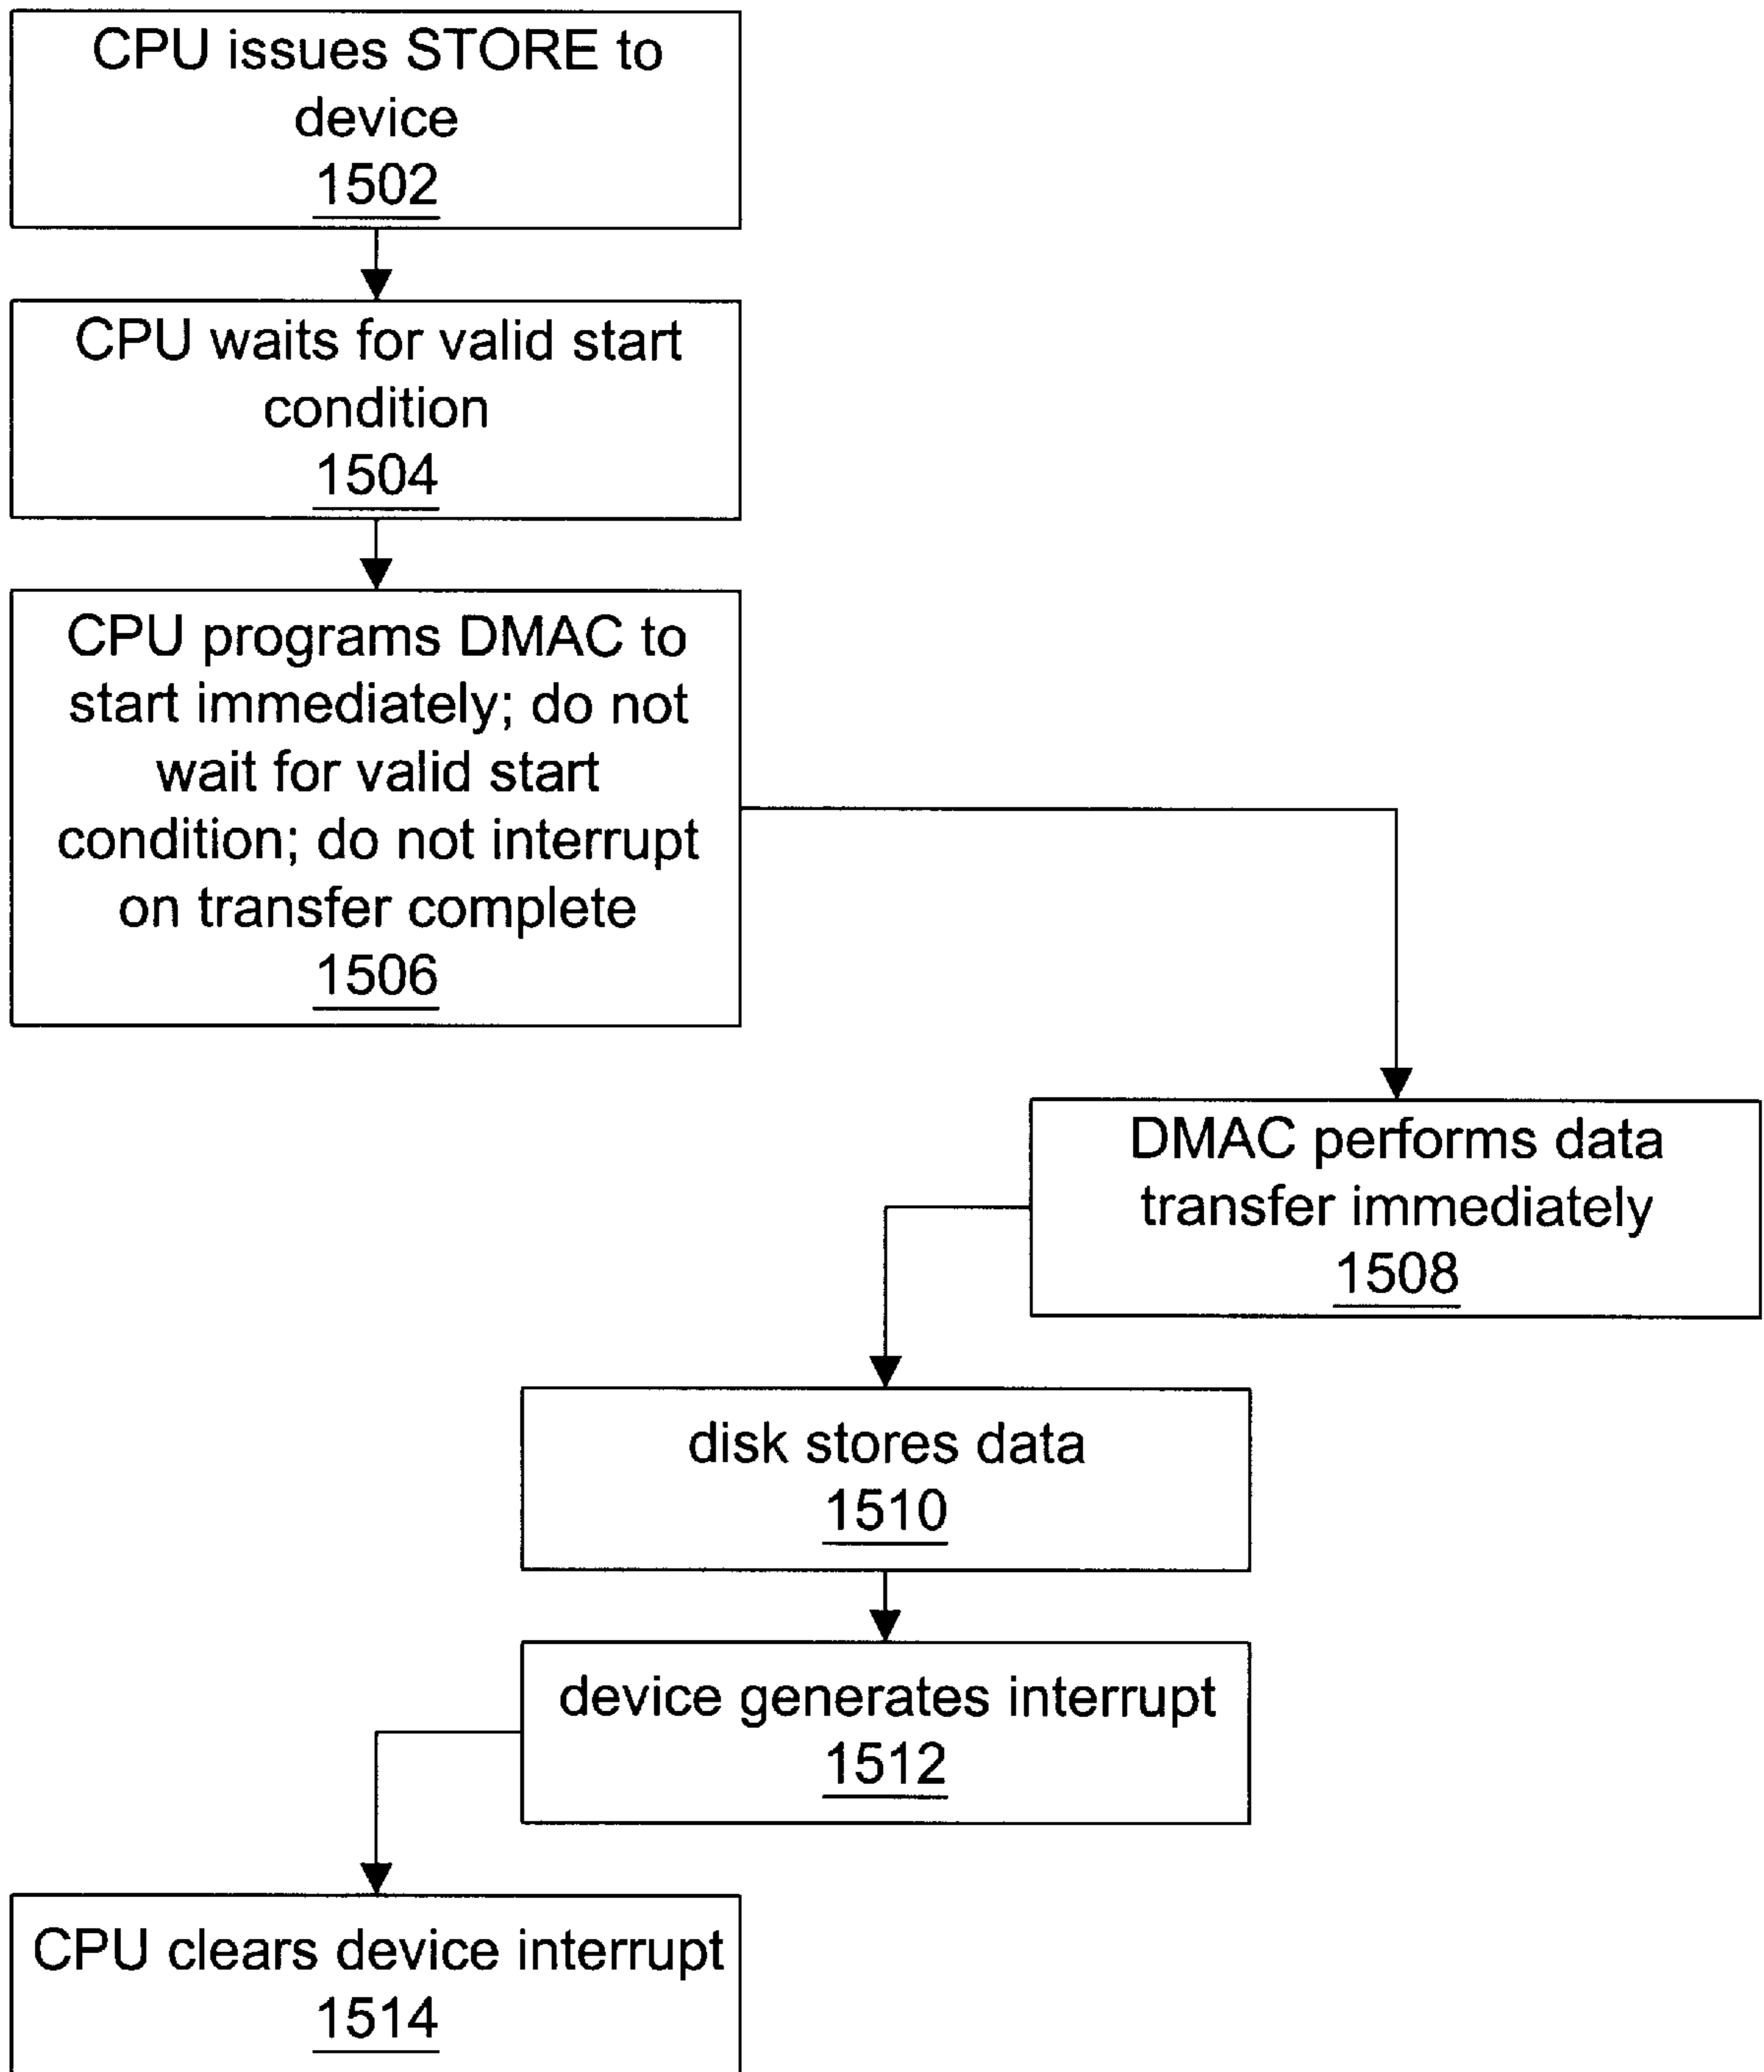 CPU issues STORE to
device
1502
CPU waits for valid start
condition
1504
CPU programs DMAC to
start immediately; do not
wait for valid start
condition; do not interrupt
on transfer complete
1506
DMAC performs data
transfer immediately
1508
disk stores data
1510
device generates interrupt
1512
CPU clears device interrupt
1514